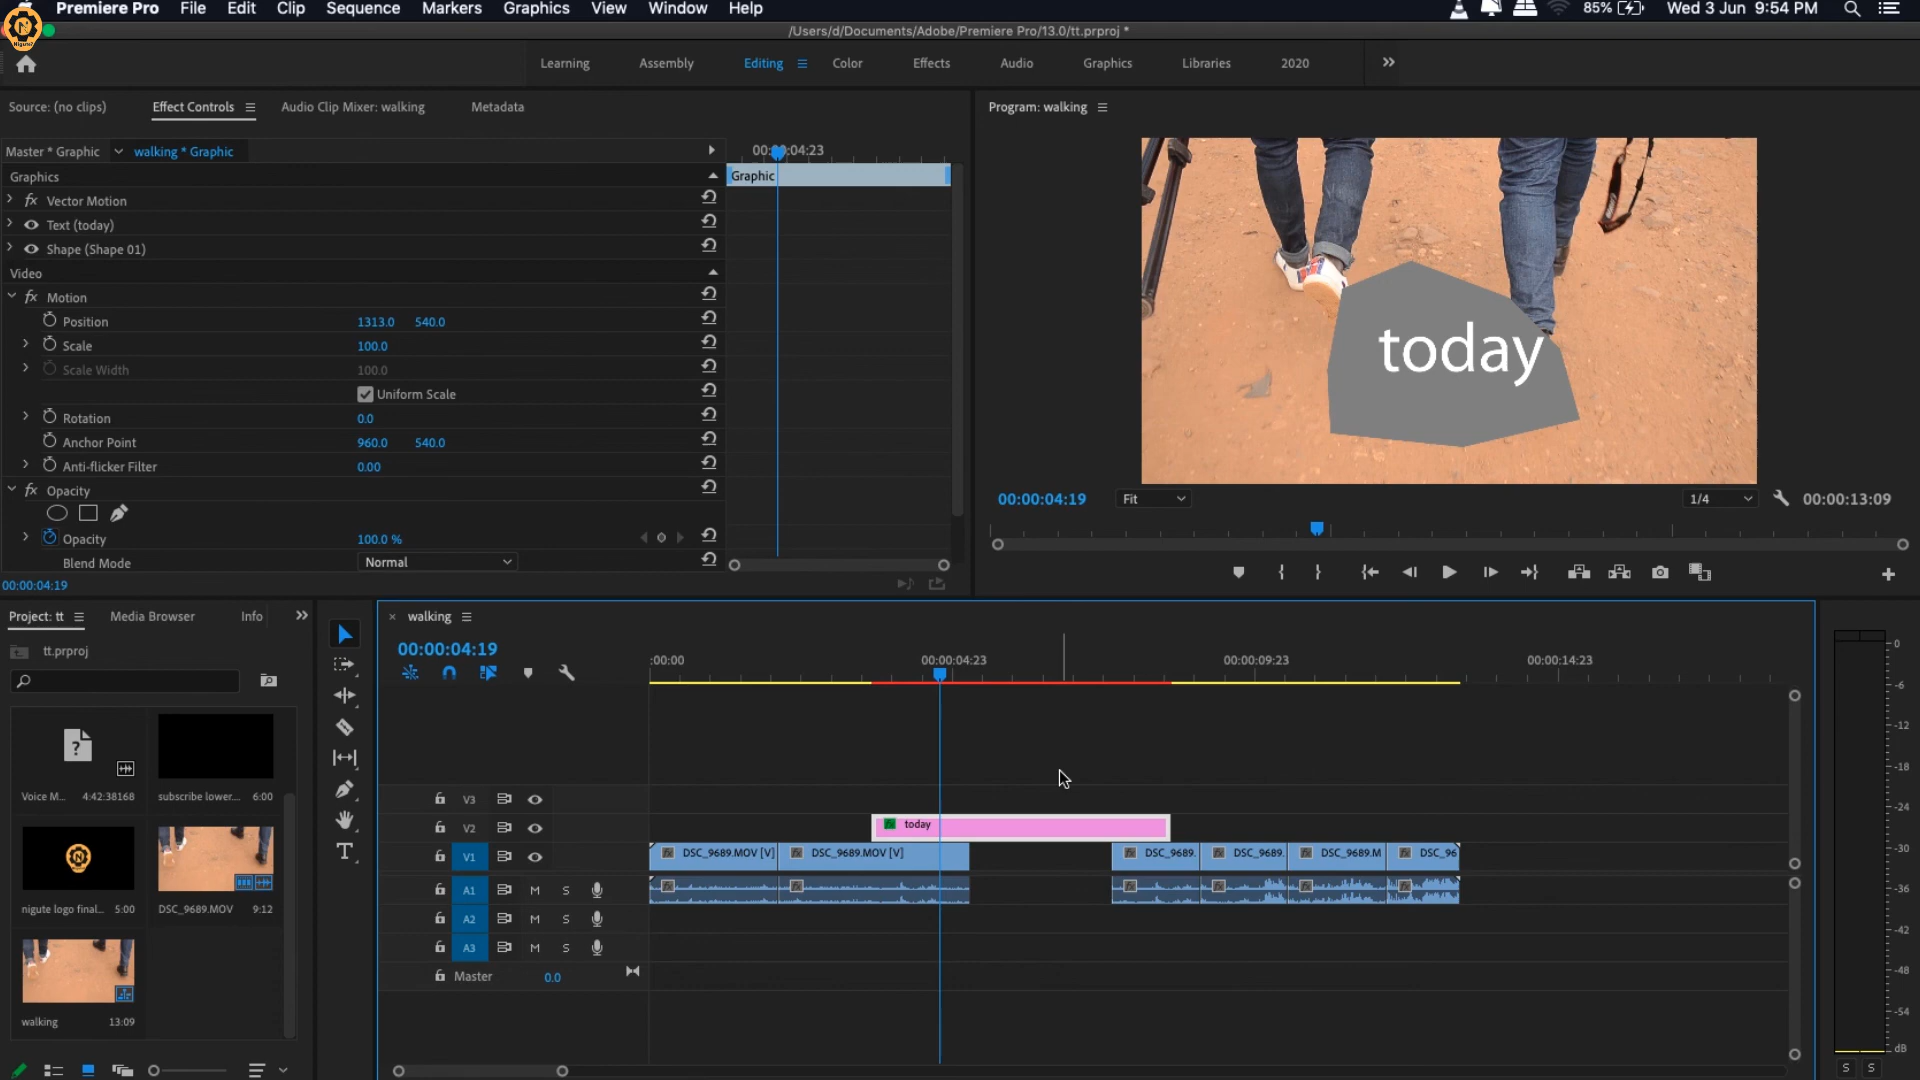 Premiere Pro File Edit Clip Sequence Markers Graphics View Window Help 85% Wed 3 Jun 9:54 PM
/Users/d/Documents/Adobe/Premiere Pro/13.0/tt.prproj *
Learning Assembly Editing Color Effects Audio Graphics Libraries 2020
Source: (no clips) Effect Controls Audio Clip Mixer: walking Metadata
Program: walking
Master * Graphic walking * Graphic
Graphics
Vector Motion
Text (today)
Shape (Shape 01)
Video
Motion
Position 1313.0 540.0
Scale 100.0
Scale Width 100.0
Uniform Scale
Rotation 0.0
Anchor Point 960.0 540.0
Anti-flicker Filter 0.00
Opacity
Opacity 100.0 %
Blend Mode Normal
00:00:04:19
:04:23
Graphic
today
00:00:04:19 Fit 1/4 00:00:13:09
Project: tt Media Browser Info
tt.prproj
Voice M... 4:42:38168
subscribe lower... 6:00
nigute logo final... 5:00
DSC_9689.MOV 9:12
walking 13:09
walking
00:00:04:19
:00:00 00:00:04:23 00:00:09:23 00:00:14:23
V3
V2 today
V1 DSC_9689.MOV [V] DSC_9689.MOV [V] DSC_9689. DSC_9689. DSC_9689.M DSC_96
A1 M S
A2 M S
A3 M S
Master 0.0
0
-6
-12
-18
-24
-30
-36
-42
-48
-54
dB
S S